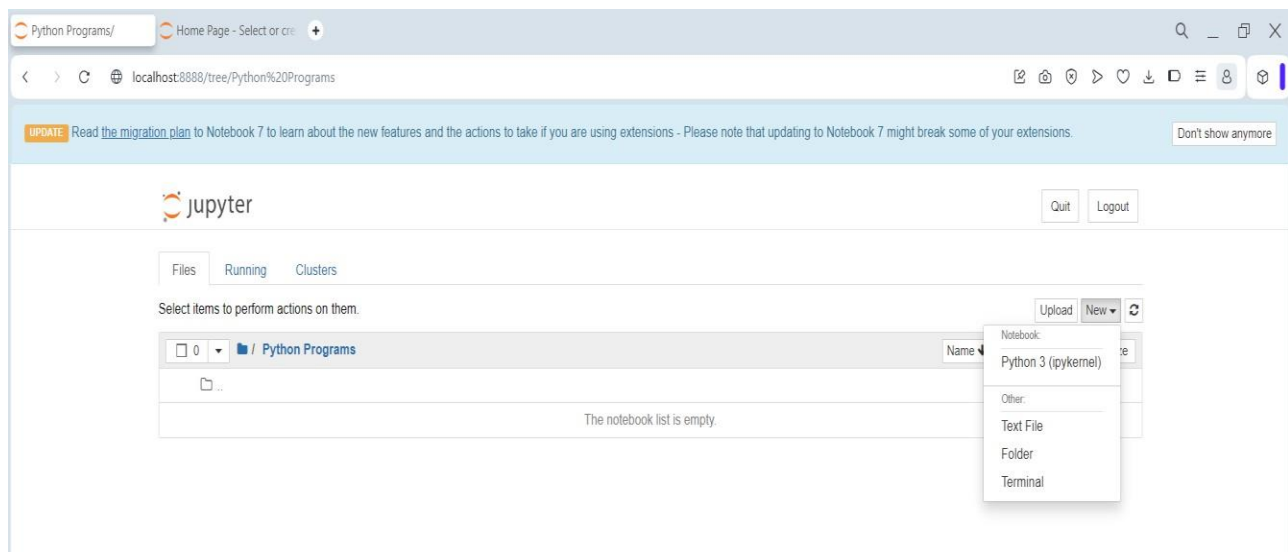 Python Programs/
Home Page - Select or cre
localhost:8888/tree/Python%20Programs
UPDATE Read the migration plan to Notebook 7 to learn about the new features and the actions to take if you are using extensions - Please note that updating to Notebook 7 might break some of your extensions.
Don't show anymore
jupyter
Quit Logout
Files Running Clusters
Select items to perform actions on them.
Upload New
0 / Python Programs
Name
..
The notebook list is empty.
Notebook:
Python 3 (ipykernel)
Other:
Text File
Folder
Terminal